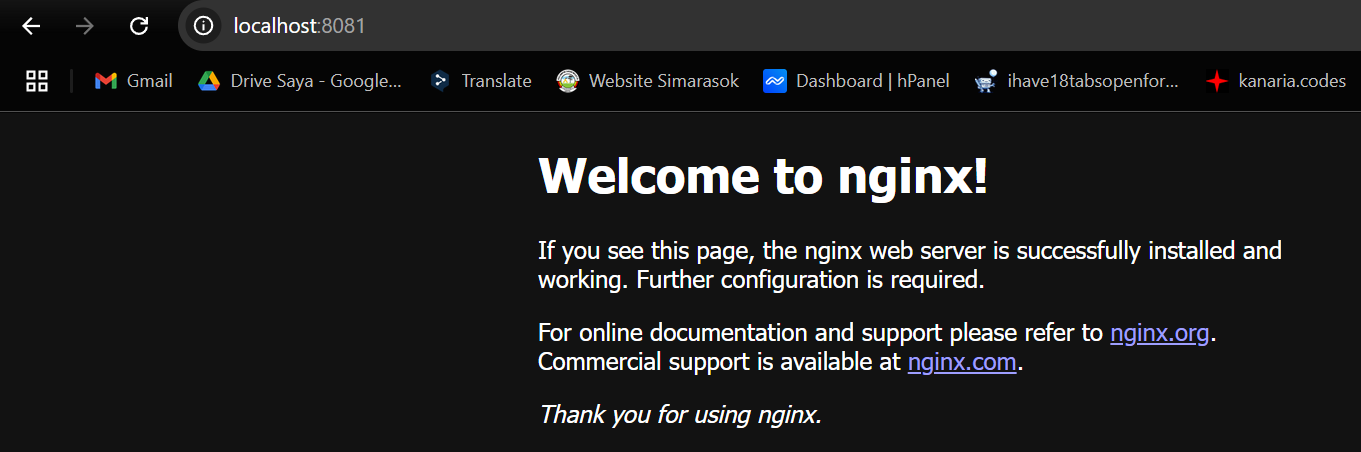 localhost:8081
Gmail
Drive Saya - Google...
Translate
Website Simarasok
Dashboard | hPanel
ihave18tabsopenfor...
kanaria.codes
Welcome to nginx!
If you see this page, the nginx web server is successfully installed and
working. Further configuration is required.
For online documentation and support please refer to nginx.org.
Commercial support is available at nginx.com.
Thank you for using nginx.